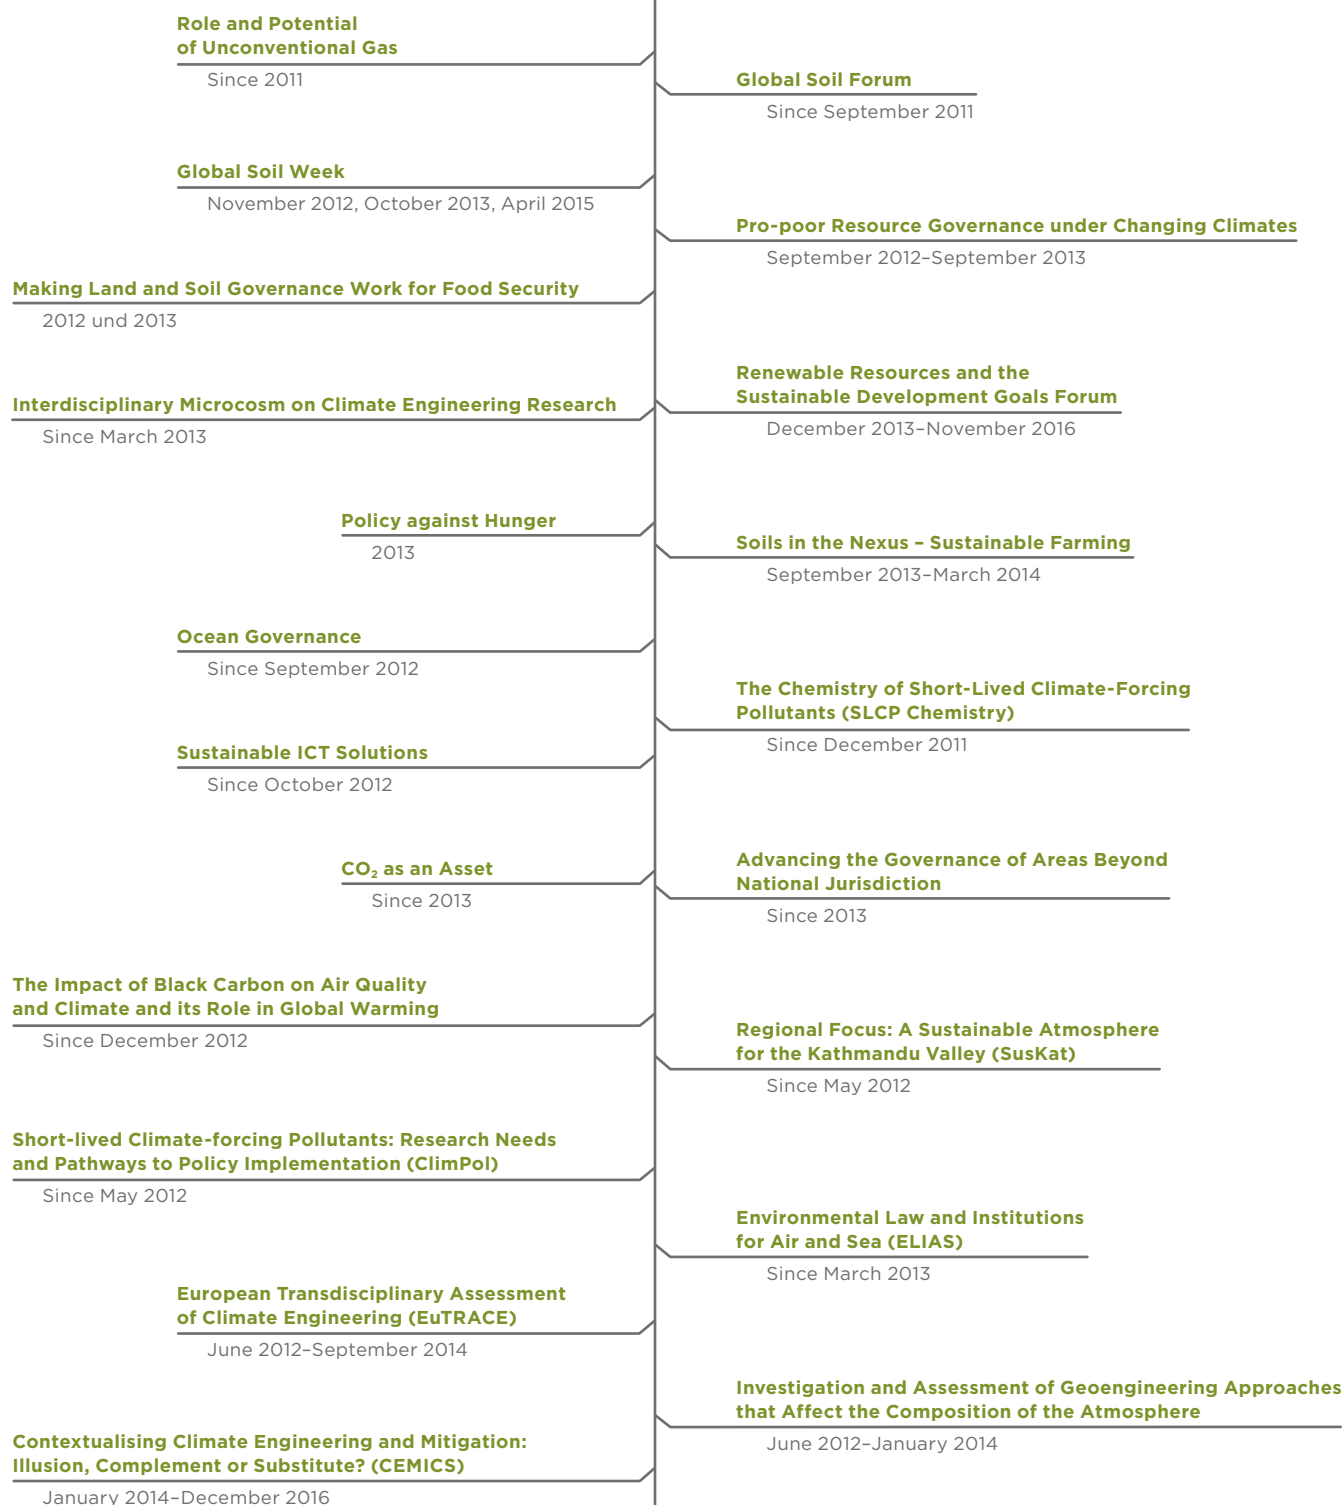 Role and Potential
of Unconventional Gas
Since 2011
Global Soil Forum
Since September 2011
Global Soil Week
November 2012, October 2013, April 2015
Pro-poor Resource Governance under Changing Climates
September 2012–September 2013
Making Land and Soil Governance Work for Food Security
2012 und 2013
Renewable Resources and the
Sustainable Development Goals Forum
December 2013–November 2016
Interdisciplinary Microcosm on Climate Engineering Research
Since March 2013
Policy against Hunger
2013
Soils in the Nexus – Sustainable Farming
September 2013–March 2014
Ocean Governance
Since September 2012
The Chemistry of Short-Lived Climate-Forcing
Pollutants (SLCP Chemistry)
Since December 2011
Sustainable ICT Solutions
Since October 2012
CO₂ as an Asset
Since 2013
Advancing the Governance of Areas Beyond
National Jurisdiction
Since 2013
The Impact of Black Carbon on Air Quality
and Climate and its Role in Global Warming
Since December 2012
Regional Focus: A Sustainable Atmosphere
for the Kathmandu Valley (SusKat)
Since May 2012
Short-lived Climate-forcing Pollutants: Research Needs
and Pathways to Policy Implementation (ClimPol)
Since May 2012
Environmental Law and Institutions
for Air and Sea (ELIAS)
Since March 2013
European Transdisciplinary Assessment
of Climate Engineering (EuTRACE)
June 2012–September 2014
Investigation and Assessment of Geoengineering Approaches
that Affect the Composition of the Atmosphere
June 2012–January 2014
Contextualising Climate Engineering and Mitigation:
Illusion, Complement or Substitute? (CEMICS)
January 2014–December 2016